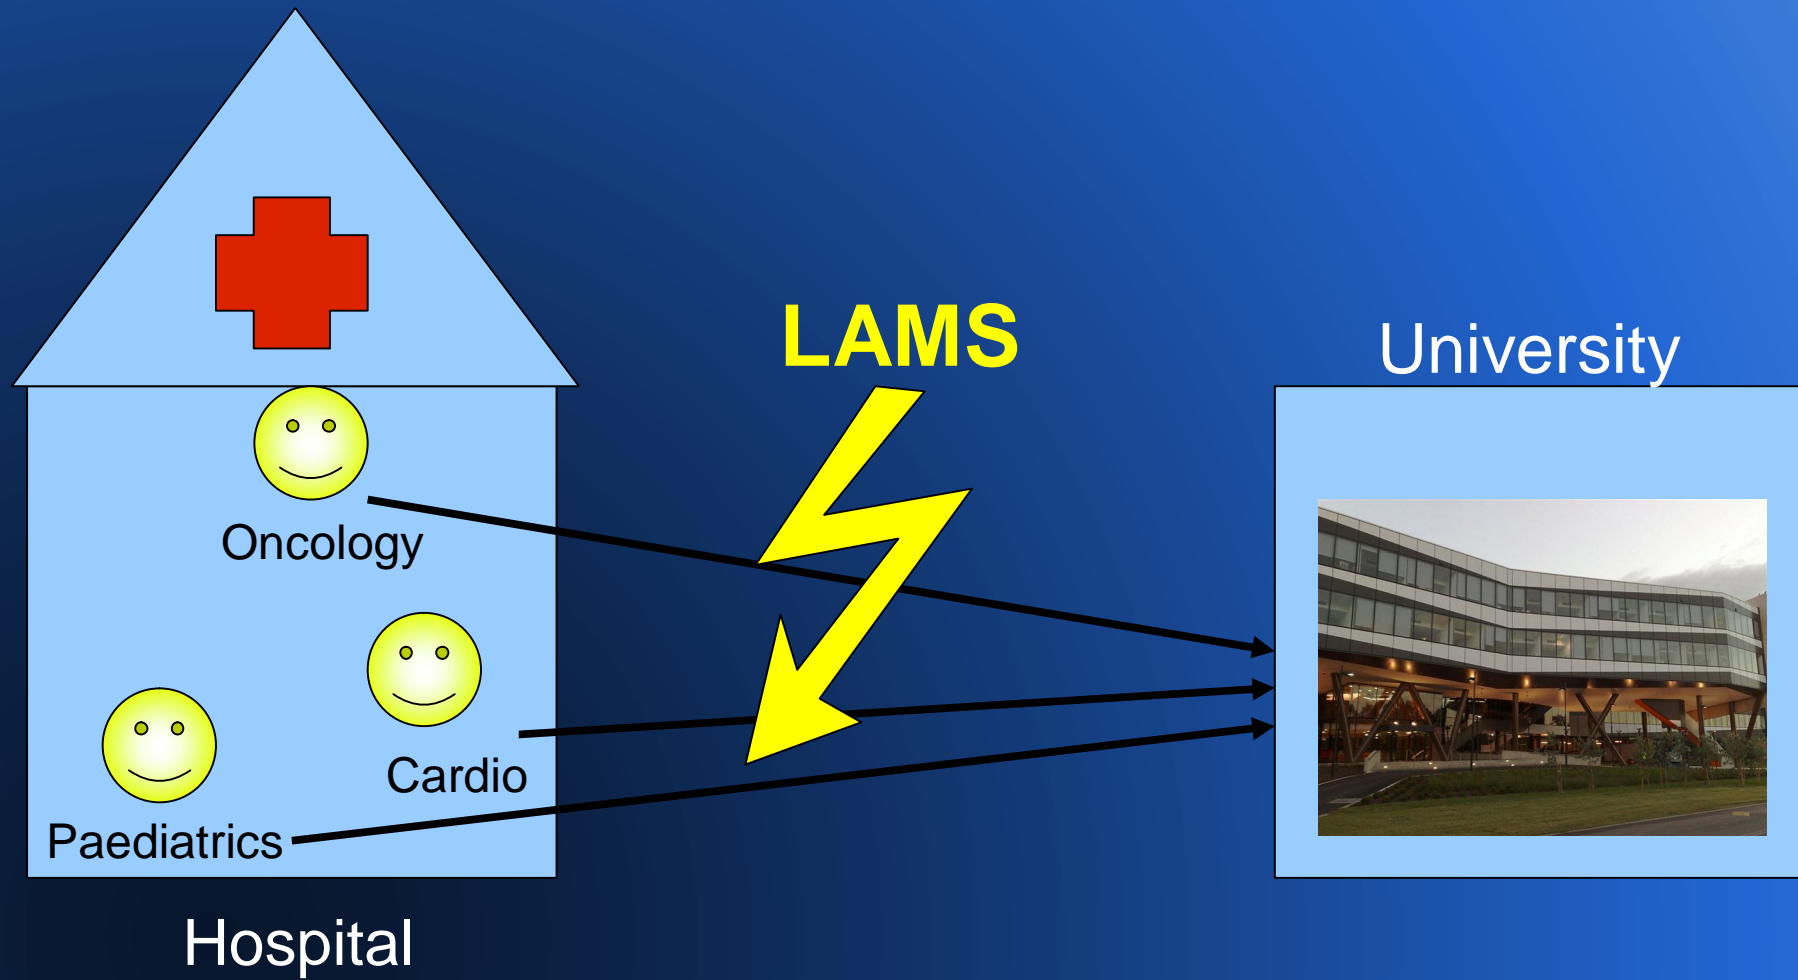 LAMS
University
Oncology
Cardio
Paediatrics
Hospital